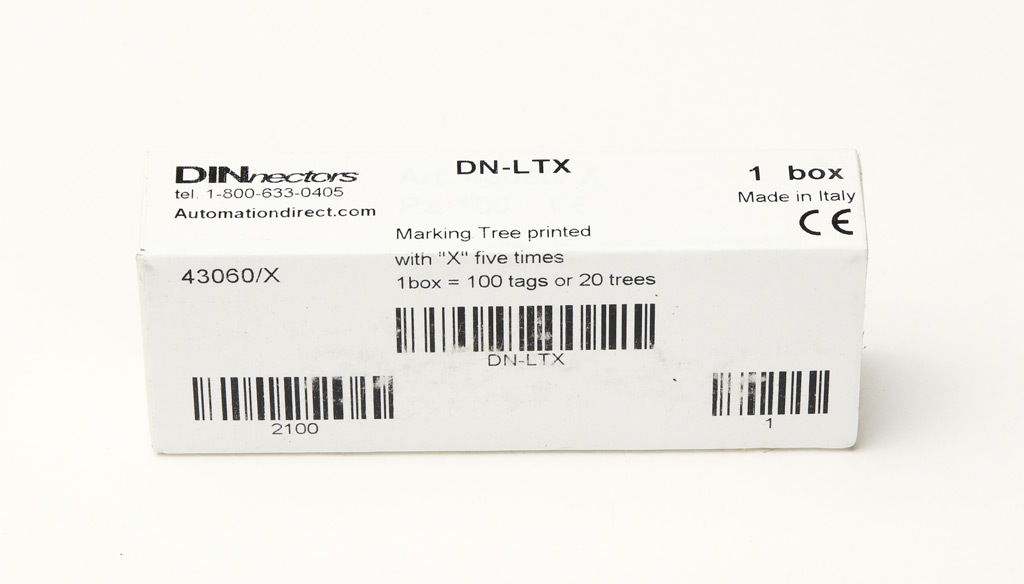 DINnectors
tel. 1-800-633-0405
Automationdirect.com
DN-LTX
1 box
Made in Italy
CE
Marking Tree printed
with "X" five times
1box = 100 tags or 20 trees
43060/X
DN-LTX
2100
1